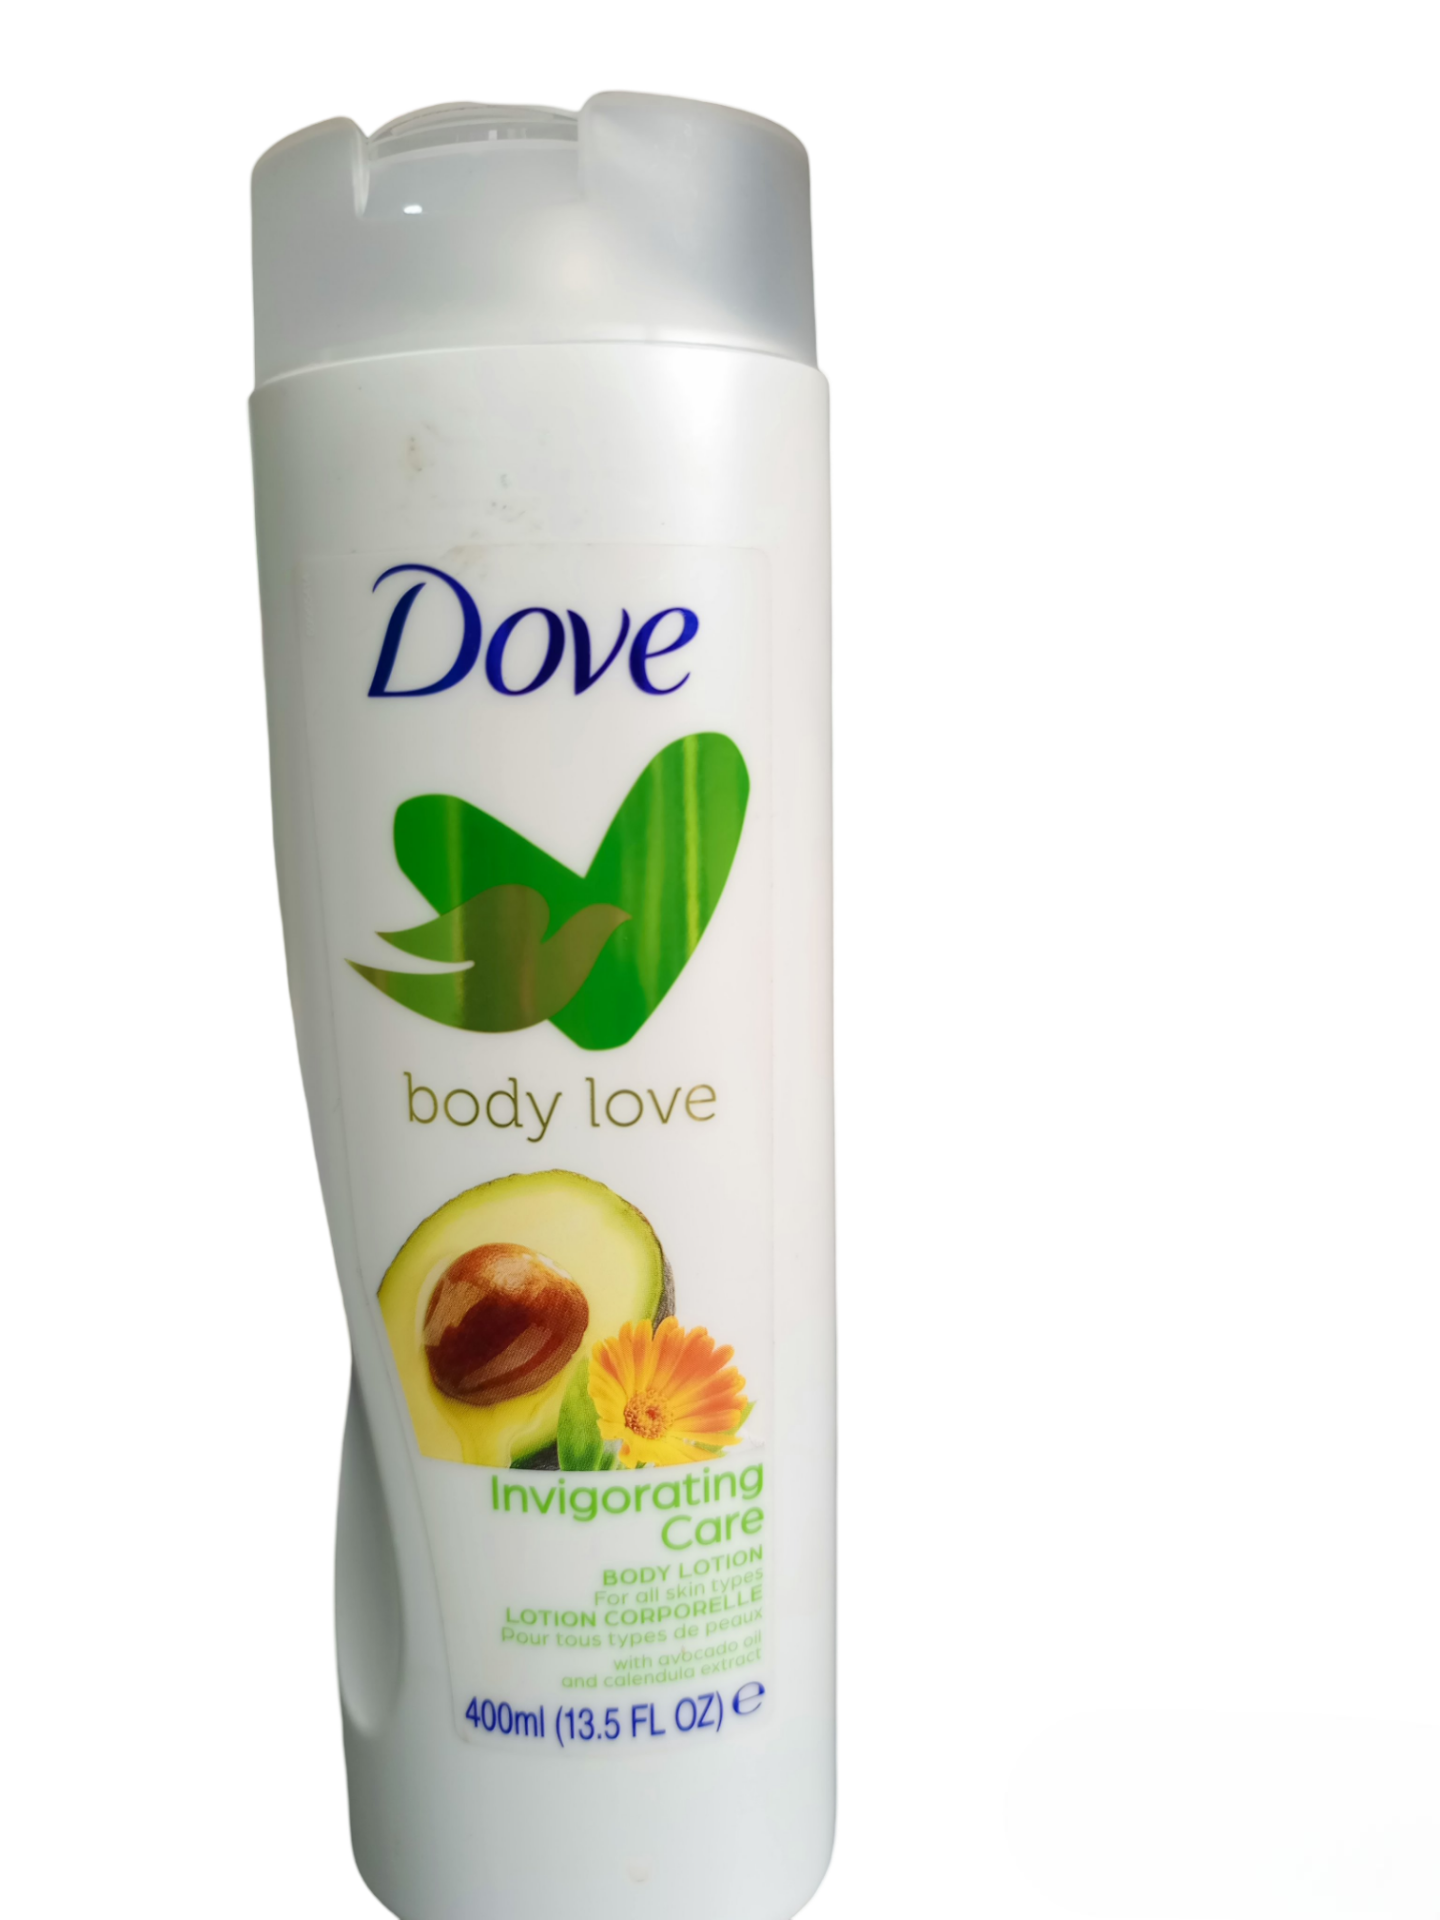 Dove
body love
Invigorating
Care
BODY LOTION
For all skin types
LOTION CORPORELLE
Pour tous types de peaux
with avocado oil
and calendula extract
400ml (13.5 FL OZ) ℮